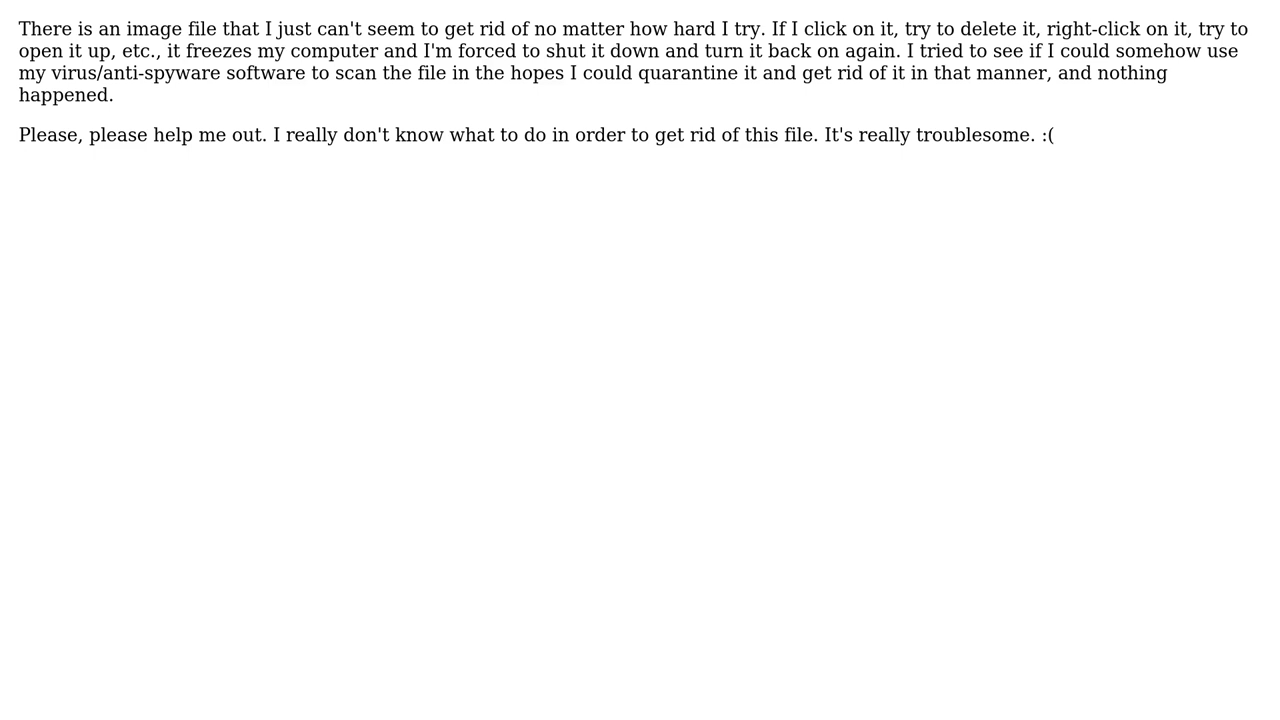 There is an image file that I just can't seem to get rid of no matter how hard I try. If I click on it, try to delete it, right-click on it, try to
open it up, etc., it freezes my computer and I'm forced to shut it down and turn it back on again. I tried to see if I could somehow use
my virus/anti-spyware software to scan the file in the hopes I could quarantine it and get rid of it in that manner, and nothing
happened.
Please, please help me out. I really don't know what to do in order to get rid of this file. It's really troublesome. :(